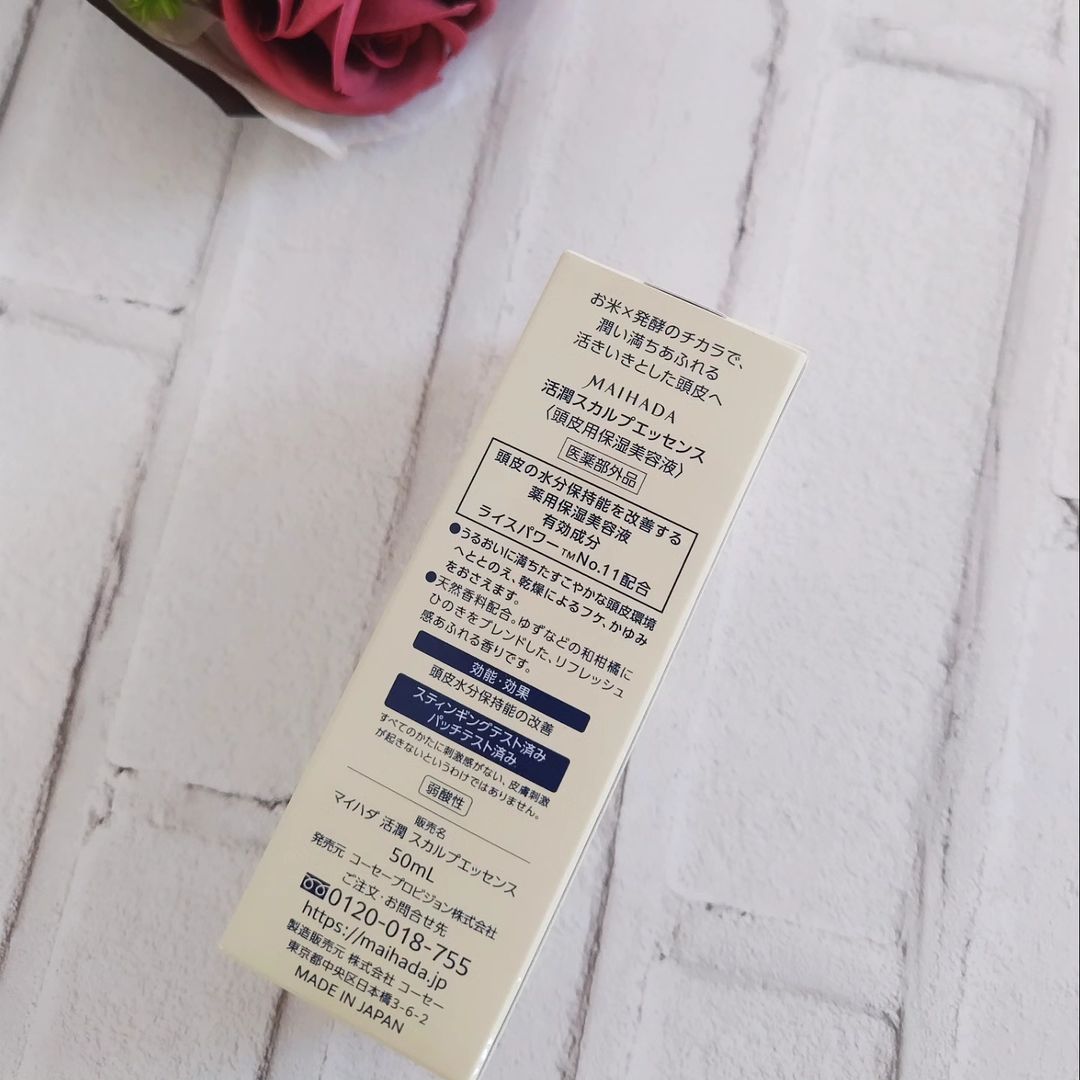 お米×発酵のチカラで、
潤い満ちあふれる
活きいきとした頭皮へ
MAIHADA
活潤スカルプエッセンス
〈頭皮用保湿美容液〉
医薬部外品
頭皮の水分保持能を改善する
薬用保湿美容液
有効成分
ライスパワー™No.11配合
●うるおいに満ちたすこやかな頭皮環境
へととのえ、乾燥によるフケ、かゆみ
をおさえます。
●天然香料配合。ゆずなどの和柑橘に
ひのきをブレンドした、リフレッシュ
感あふれる香りです。
効能・効果
頭皮水分保持能の改善
スティンギングテスト済み
パッチテスト済み
すべてのかたに刺激感がない、皮膚刺激
が起きないというわけではありません。
弱酸性
販売名
マイハダ 活潤 スカルプエッセンス
50mL
発売元 コーセープロビジョン株式会社
ご注文・お問合せ先
0120-018-755
https://maihada.jp
製造販売元 株式会社 コーセー
東京都中央区日本橋3-6-2
MADE IN JAPAN